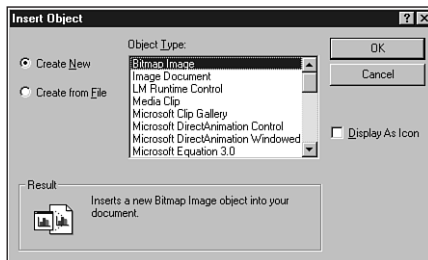 Insert Object
Object Type:
Create New
Create from File
Bitmap Image
Image Document
LM Runtime Control
Media Clip
Microsoft Clip Gallery
Microsoft DirectAnimation Control
Microsoft DirectAnimation Windowed
Microsoft Equation 3.0
OK
Cancel
Display As Icon
Result
Inserts a new Bitmap Image object into your
document.